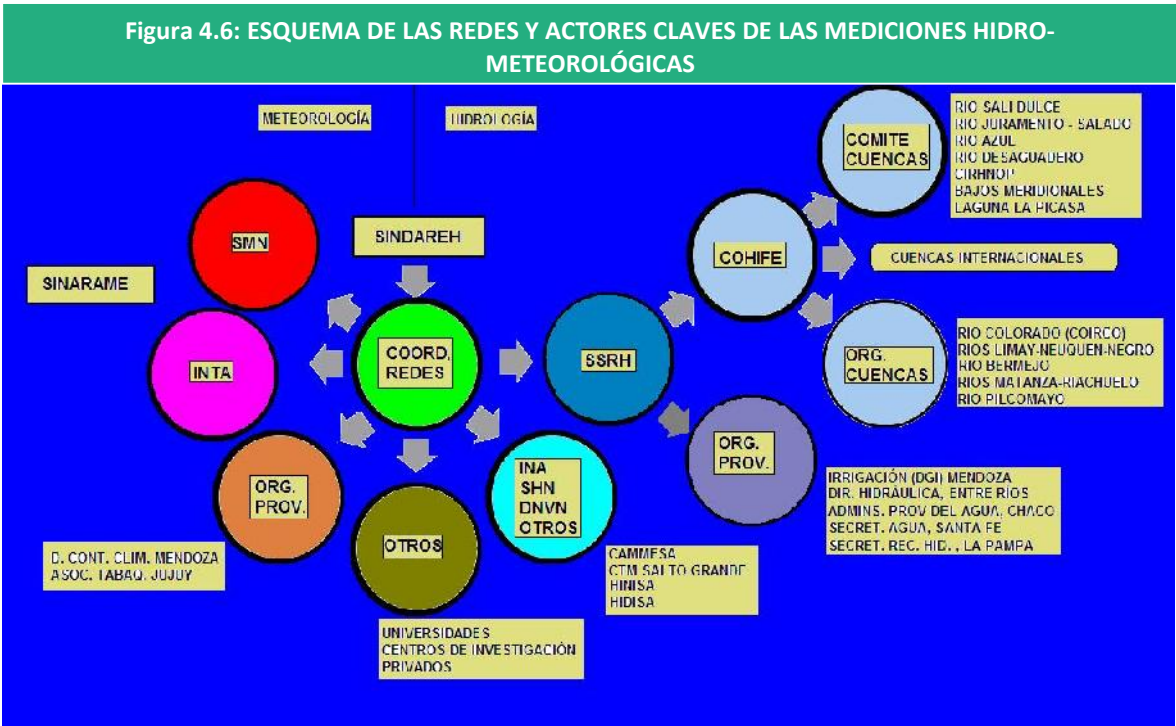 Figura 4.6: ESQUEMA DE LAS REDES Y ACTORES CLAVES DE LAS MEDICIONES HIDRO-
METEOROLÓGICAS
METEOROLOGÍA
HIDROLOGÍA
SMN
SINARAME
INTA
SINDAREH
COORD.
REDES
ORG.
PROV.
D. CONT. CLIM. MENDOZA
ASOC. TABAQ. JUJUY
OTROS
UNIVERSIDADES
CENTROS DE INVESTIGACIÓN
PRIVADOS
INA
SHN
DNVN
OTROS
CAMMESA
CTM SALTO GRANDE
HINISA
HIDISA
SSRH
COHIFE
COMITE
CUENCAS
RIO SALI DULCE
RIO JURAMENTO - SALADO
RIO AZUL
RIO DESAGUADERO
CIRHNOP
BAJOS MERIDIONALES
LAGUNA LA PICASA
CUENCAS INTERNACIONALES
ORG.
CUENCAS
RIO COLORADO (COIRCO)
RIOS LIMAY-NEUQUEN-NEGRO
RIO BERMEJO
RIOS MATANZA-RIACHUELO
RIO PILCOMAYO
ORG.
PROV.
IRRIGACIÓN (DGI) MENDOZA
DIR. HIDRÁULICA, ENTRE RÍOS
ADMINS. PROV DEL AGUA, CHACO
SECRET. AGUA, SANTA FE
SECRET. REC. HID. , LA PAMPA